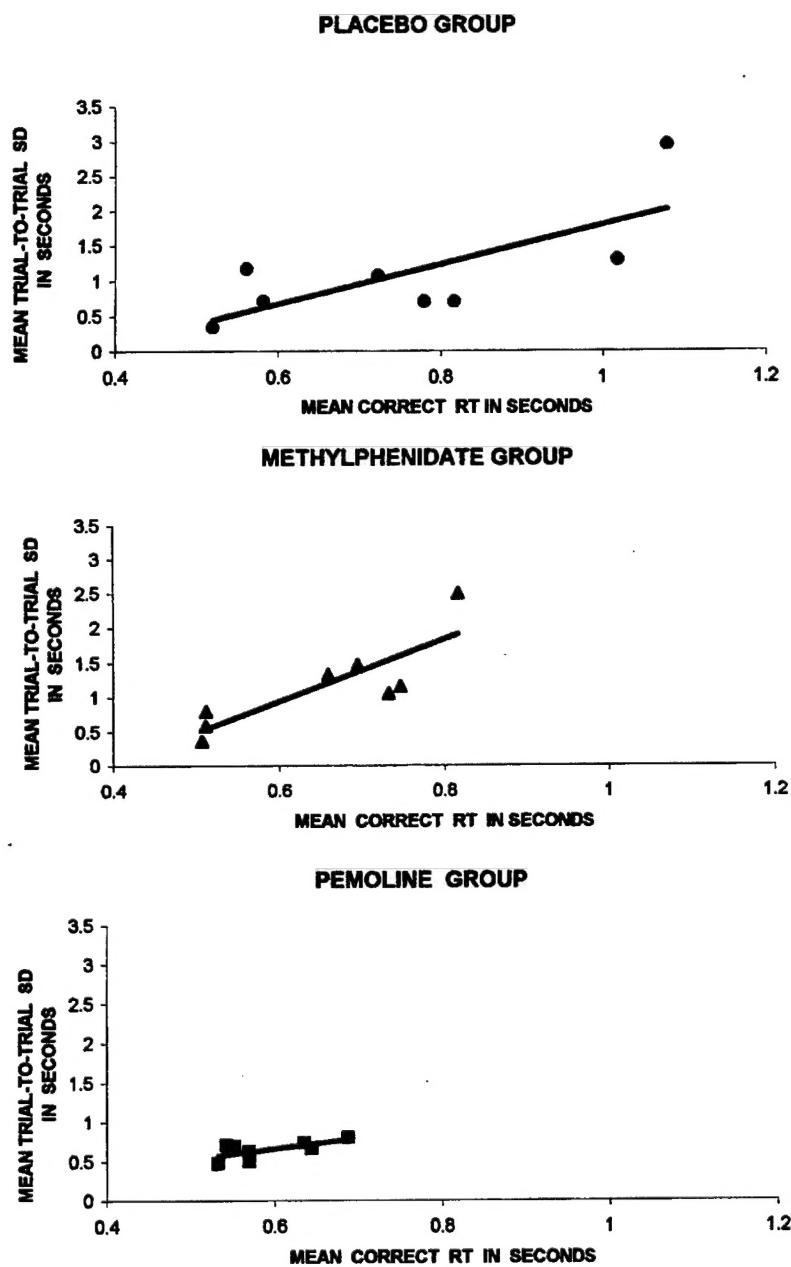 PLACEBO GROUP
3.5
3
2.5
2
1.5
1
0.5
0
MEAN TRIAL-TO-TRIAL SD
IN SECONDS
0.4 0.6 0.8 1 1.2
MEAN CORRECT RT IN SECONDS
METHYLPHENIDATE GROUP
3.5
3
2.5
2
1.5
1
0.5
0
MEAN TRIAL-TO-TRIAL SD
IN SECONDS
0.4 0.6 0.8 1 1.2
MEAN CORRECT RT IN SECONDS
PEMOLINE GROUP
3.5
3
2.5
2
1.5
1
0.5
0
MEAN TRIAL-TO-TRIAL SD
IN SECONDS
0.4 0.6 0.8 1 1.2
MEAN CORRECT RT IN SECONDS